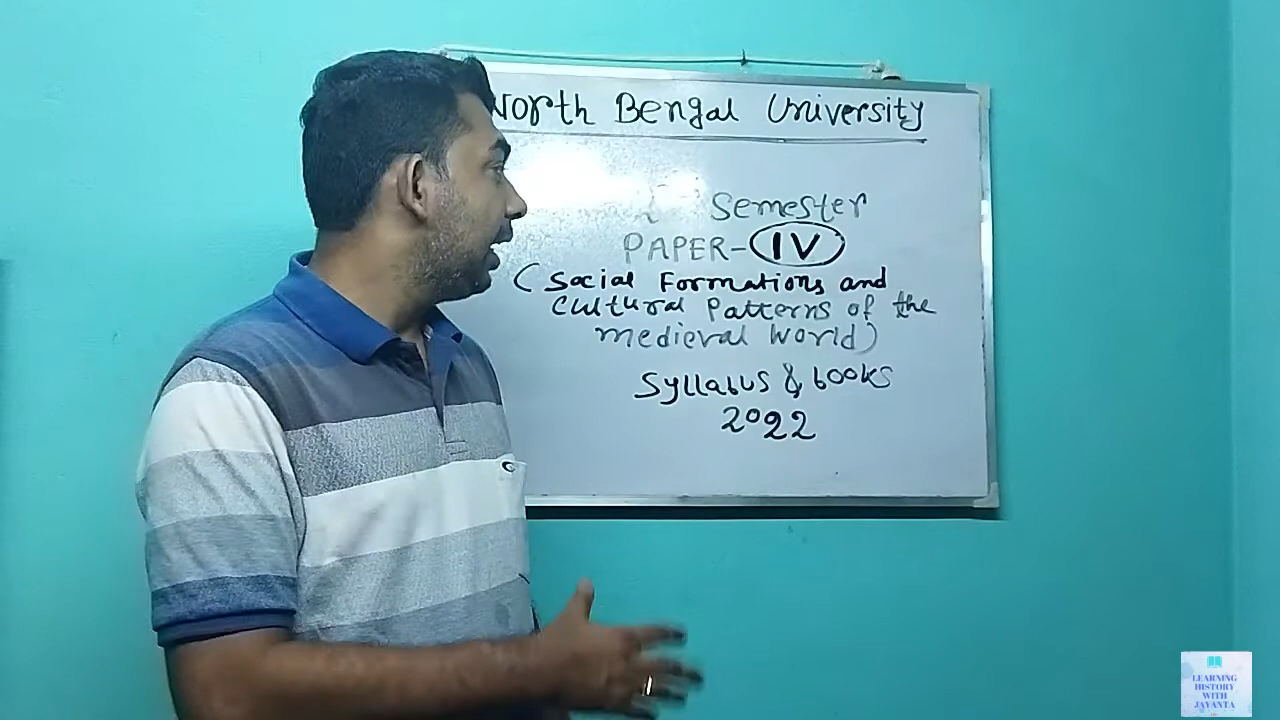 North Bengal University
Semester
PAPER-IV
(Social Formations and
Cultural Patterns of the
medieval World)
Syllabus & books
2022
LEARNING
HISTORY
WITH
JAYANTA